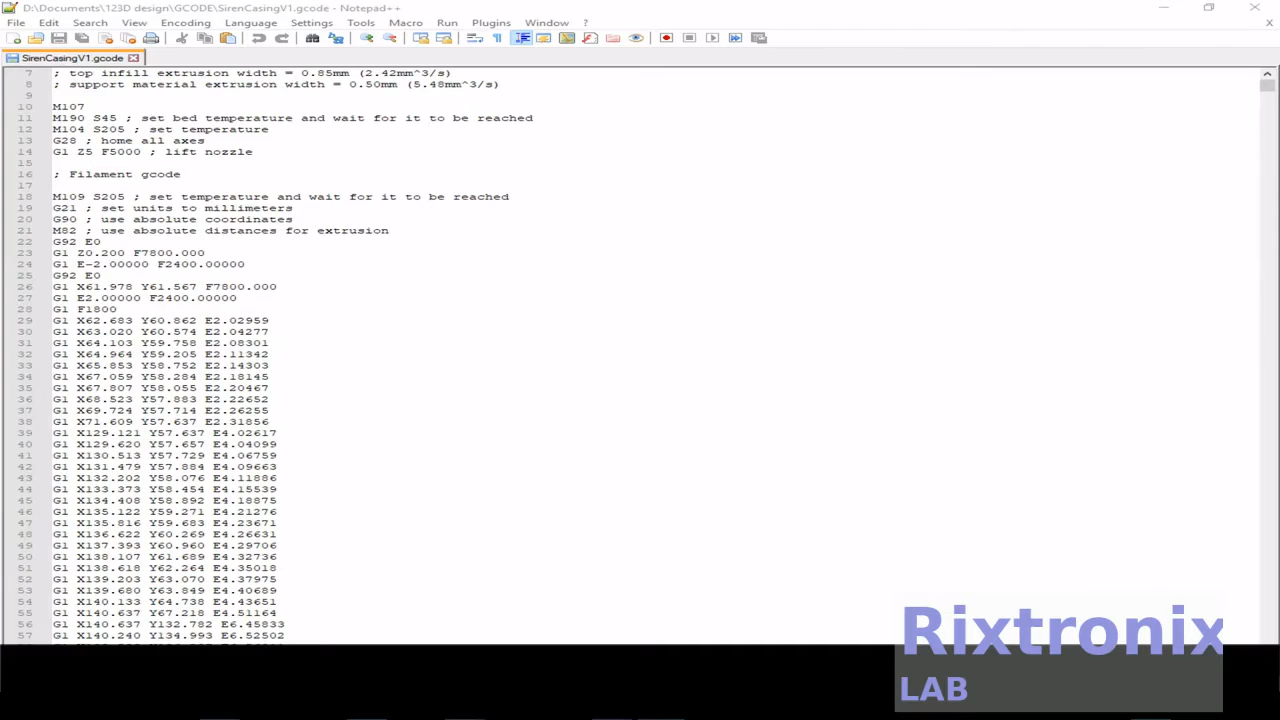 D:\Documents\123D design\GCODE\SirenCasingV1.gcode - Notepad++
File Edit Search View Encoding Language Settings Tools Macro Run Plugins Window ? X
SirenCasingV1.gcode
7 ; top infill extrusion width = 0.85mm (2.42mm^3/s)
8 ; support material extrusion width = 0.50mm (5.48mm^3/s)
9
10 M107
11 M190 S45 ; set bed temperature and wait for it to be reached
12 M104 S205 ; set temperature
13 G28 ; home all axes
14 G1 Z5 F5000 ; lift nozzle
15
16 ; Filament gcode
17
18 M109 S205 ; set temperature and wait for it to be reached
19 G21 ; set units to millimeters
20 G90 ; use absolute coordinates
21 M82 ; use absolute distances for extrusion
22 G92 E0
23 G1 Z0.200 F7800.000
24 G1 E-2.00000 F2400.00000
25 G92 E0
26 G1 X61.978 Y61.567 F7800.000
27 G1 E2.00000 F2400.00000
28 G1 F1800
29 G1 X62.683 Y60.862 E2.02959
30 G1 X63.020 Y60.574 E2.04277
31 G1 X64.103 Y59.758 E2.08301
32 G1 X64.964 Y59.205 E2.11342
33 G1 X65.853 Y58.752 E2.14303
34 G1 X67.059 Y58.284 E2.18145
35 G1 X67.807 Y58.055 E2.20467
36 G1 X68.523 Y57.883 E2.22652
37 G1 X69.724 Y57.714 E2.26255
38 G1 X71.609 Y57.637 E2.31856
39 G1 X129.121 Y57.637 E4.02617
40 G1 X129.620 Y57.657 E4.04099
41 G1 X130.513 Y57.729 E4.06759
42 G1 X131.479 Y57.884 E4.09663
43 G1 X132.202 Y58.076 E4.11886
44 G1 X133.373 Y58.454 E4.15539
45 G1 X134.408 Y58.892 E4.18875
46 G1 X135.122 Y59.271 E4.21276
47 G1 X135.816 Y59.683 E4.23671
48 G1 X136.622 Y60.269 E4.26631
49 G1 X137.393 Y60.960 E4.29706
50 G1 X138.107 Y61.689 E4.32736
51 G1 X138.618 Y62.264 E4.35018
52 G1 X139.203 Y63.070 E4.37975
53 G1 X139.680 Y63.849 E4.40689
54 G1 X140.133 Y64.738 E4.43651
55 G1 X140.637 Y67.218 E4.51164
56 G1 X140.637 Y132.782 E6.45833
57 G1 X140.240 Y134.993 E6.52502
Rixtronix
LAB